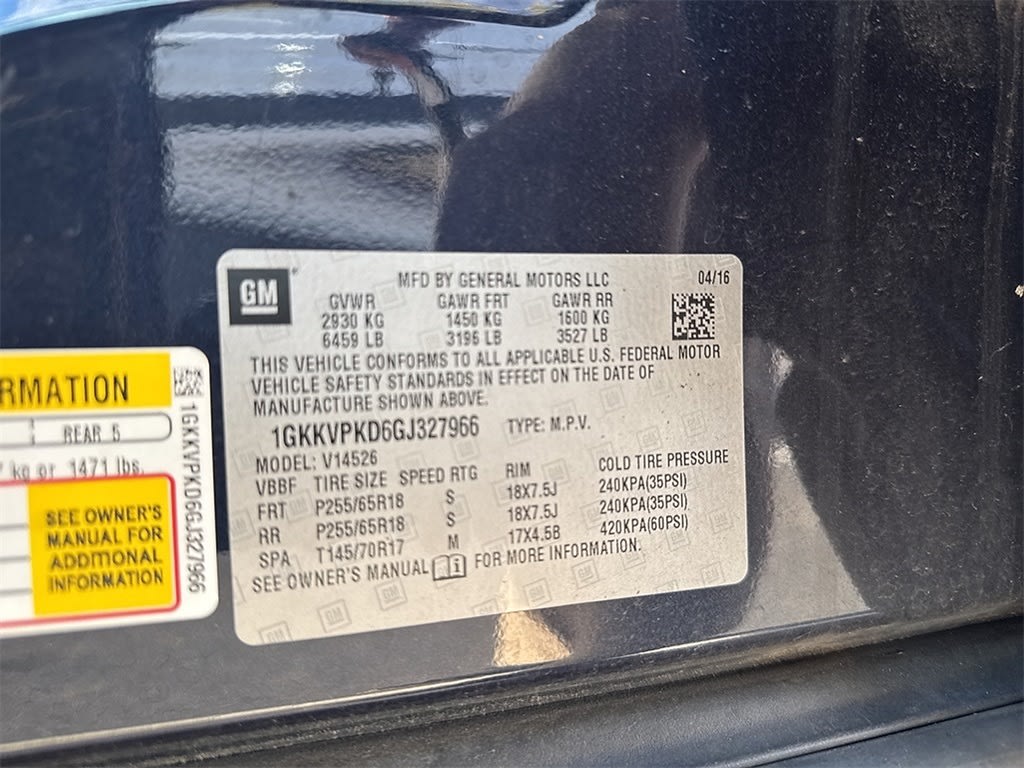 GM
MFD BY GENERAL MOTORS LLC 04/16
GVWR GAWR FRT GAWR RR
2930 KG 1450 KG 1600 KG
6459 LB 3196 LB 3527 LB
THIS VEHICLE CONFORMS TO ALL APPLICABLE U.S. FEDERAL MOTOR
VEHICLE SAFETY STANDARDS IN EFFECT ON THE DATE OF
MANUFACTURE SHOWN ABOVE.
1GKKVPKD6GJ327966 TYPE: M.P.V.
MODEL: V14526
VBBF TIRE SIZE SPEED RTG RIM COLD TIRE PRESSURE
FRT P255/65R18 S 18X7.5J 240KPA(35PSI)
RR P255/65R18 S 18X7.5J 240KPA(35PSI)
SPA T145/70R17 M 17X4.5B 420KPA(60PSI)
SEE OWNER'S MANUAL FOR MORE INFORMATION.
RMATION
REAR 5
kg or 1471 lbs.
SEE OWNER'S
MANUAL FOR
ADDITIONAL
INFORMATION
1GKKVPKD6GJ327966